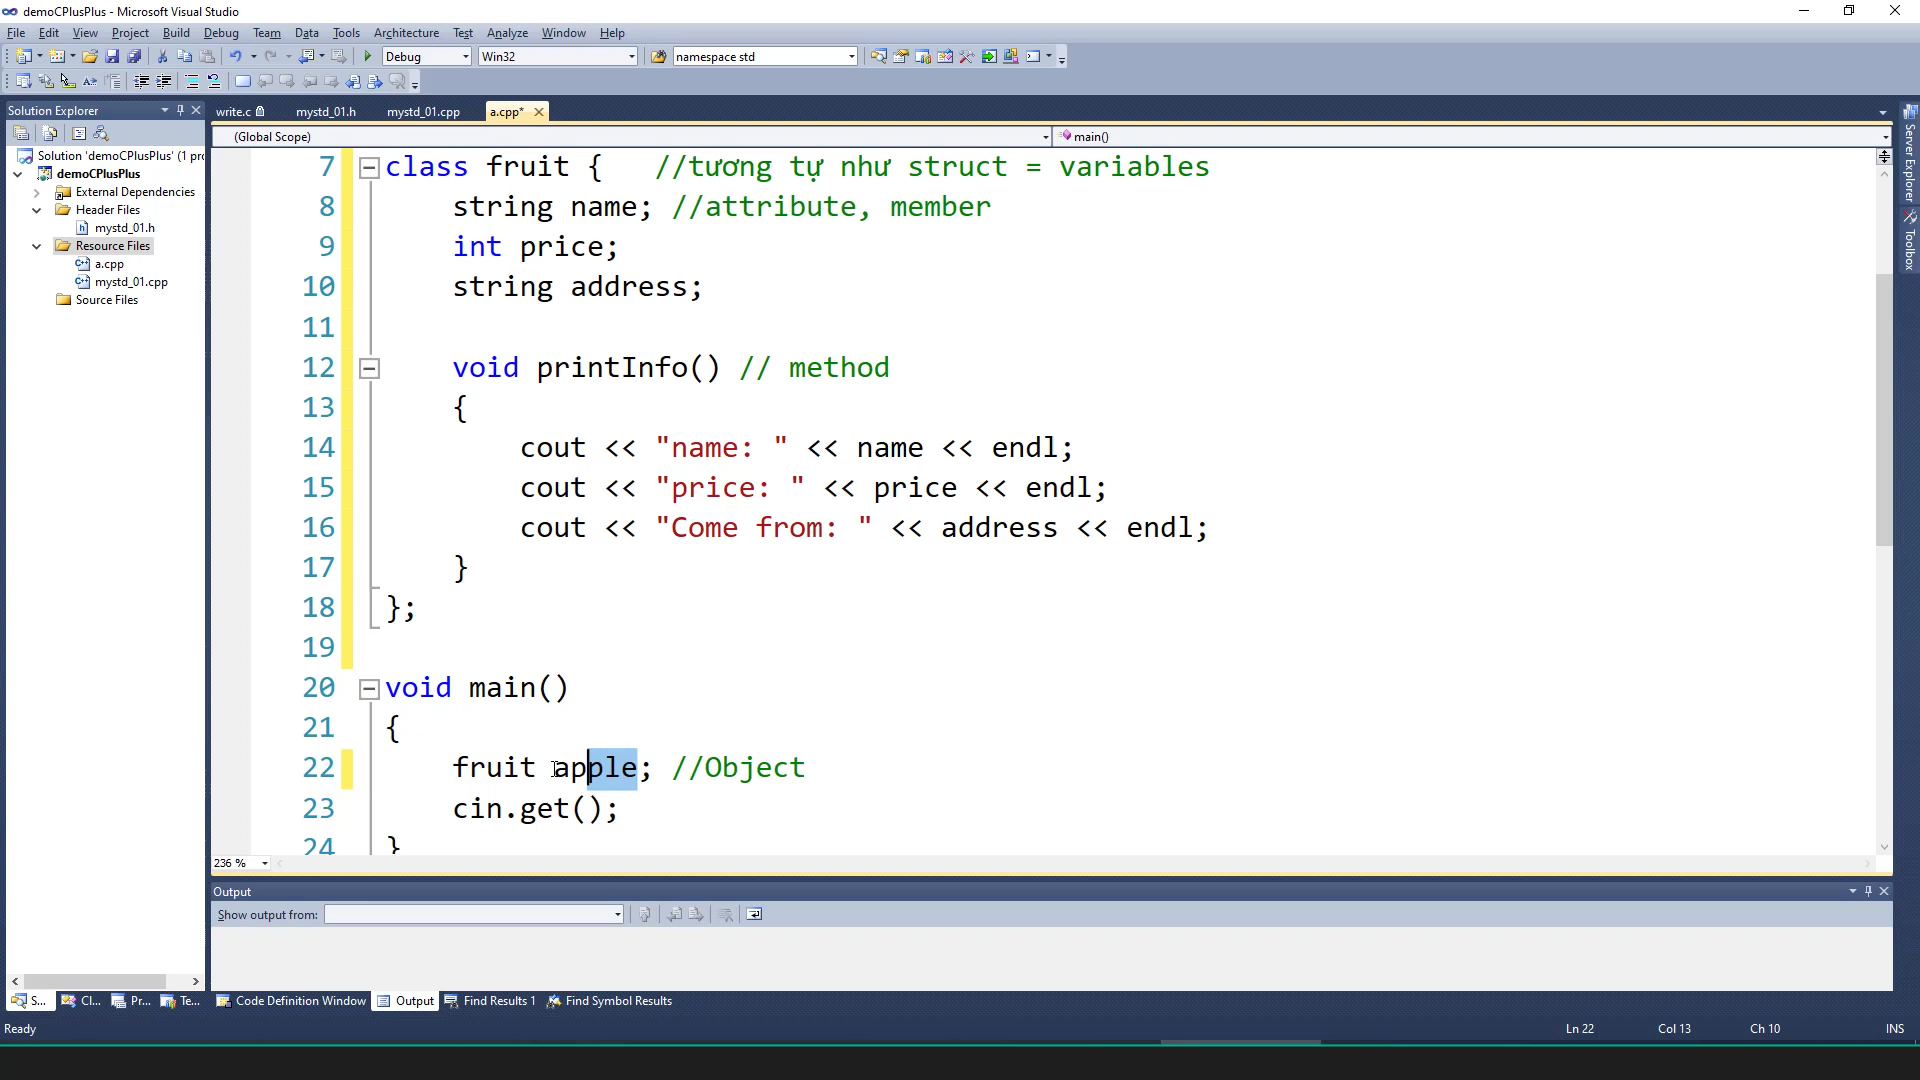 demoCPlusPlus - Microsoft Visual Studio
File Edit View Project Build Debug Team Data Tools Architecture Test Analyze Window Help
Debug Win32 namespace std
Solution Explorer
write.c mystd_01.h mystd_01.cpp a.cpp*
(Global Scope) main()
Solution 'demoCPlusPlus' (1 pro
demoCPlusPlus
External Dependencies
Header Files
mystd_01.h
Resource Files
a.cpp
mystd_01.cpp
Source Files
7 class fruit { //tương tự như struct = variables
8 string name; //attribute, member
9 int price;
10 string address;
11
12 void printInfo() // method
13 {
14 cout << "name: " << name << endl;
15 cout << "price: " << price << endl;
16 cout << "Come from: " << address << endl;
17 }
18 };
19
20 void main()
21 {
22 fruit apple; //Object
23 cin.get();
24 }
236 %
Output
Show output from:
S... Cl... Pr... Te... Code Definition Window Output Find Results 1 Find Symbol Results
Ready Ln 22 Col 13 Ch 10 INS
Server Explorer
Toolbox